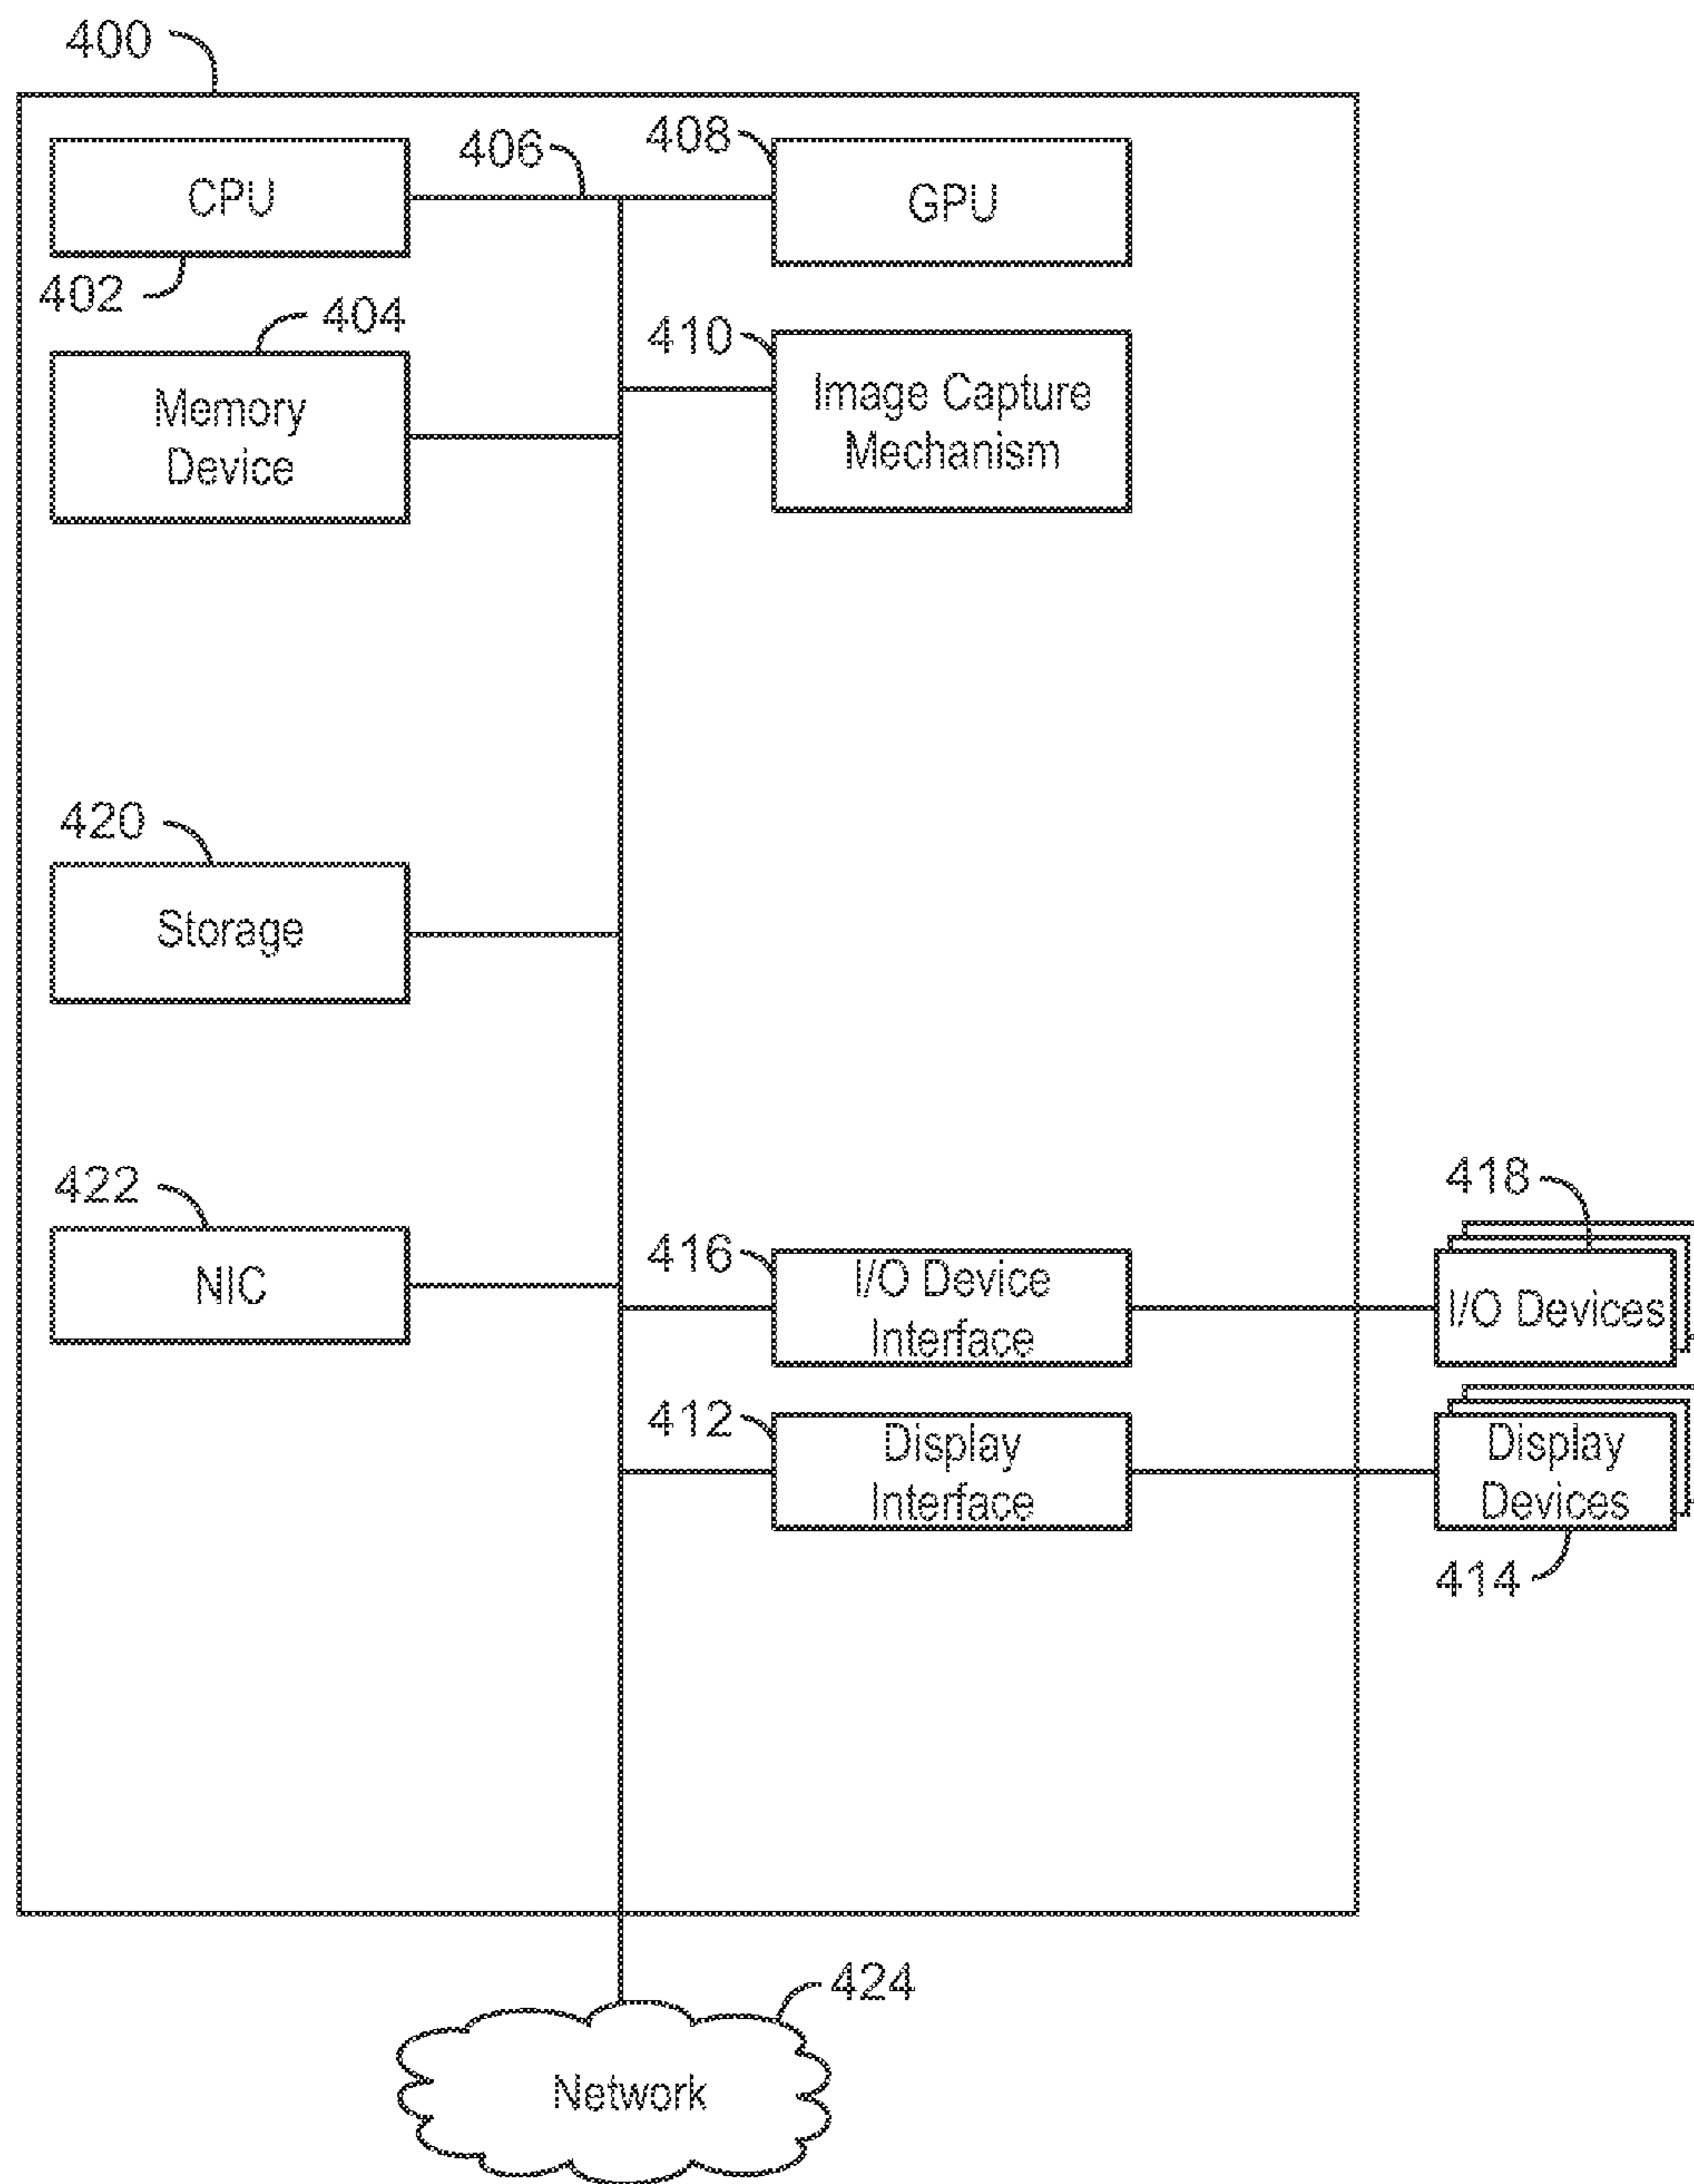 400
406
408
CPU
GPU
402
404
410
Memory
Device
Image Capture
Mechanism
420
Storage
422
NIC
416
I/O Device
Interface
418
I/O Devices
412
Display
Interface
Display
Devices
414
424
Network